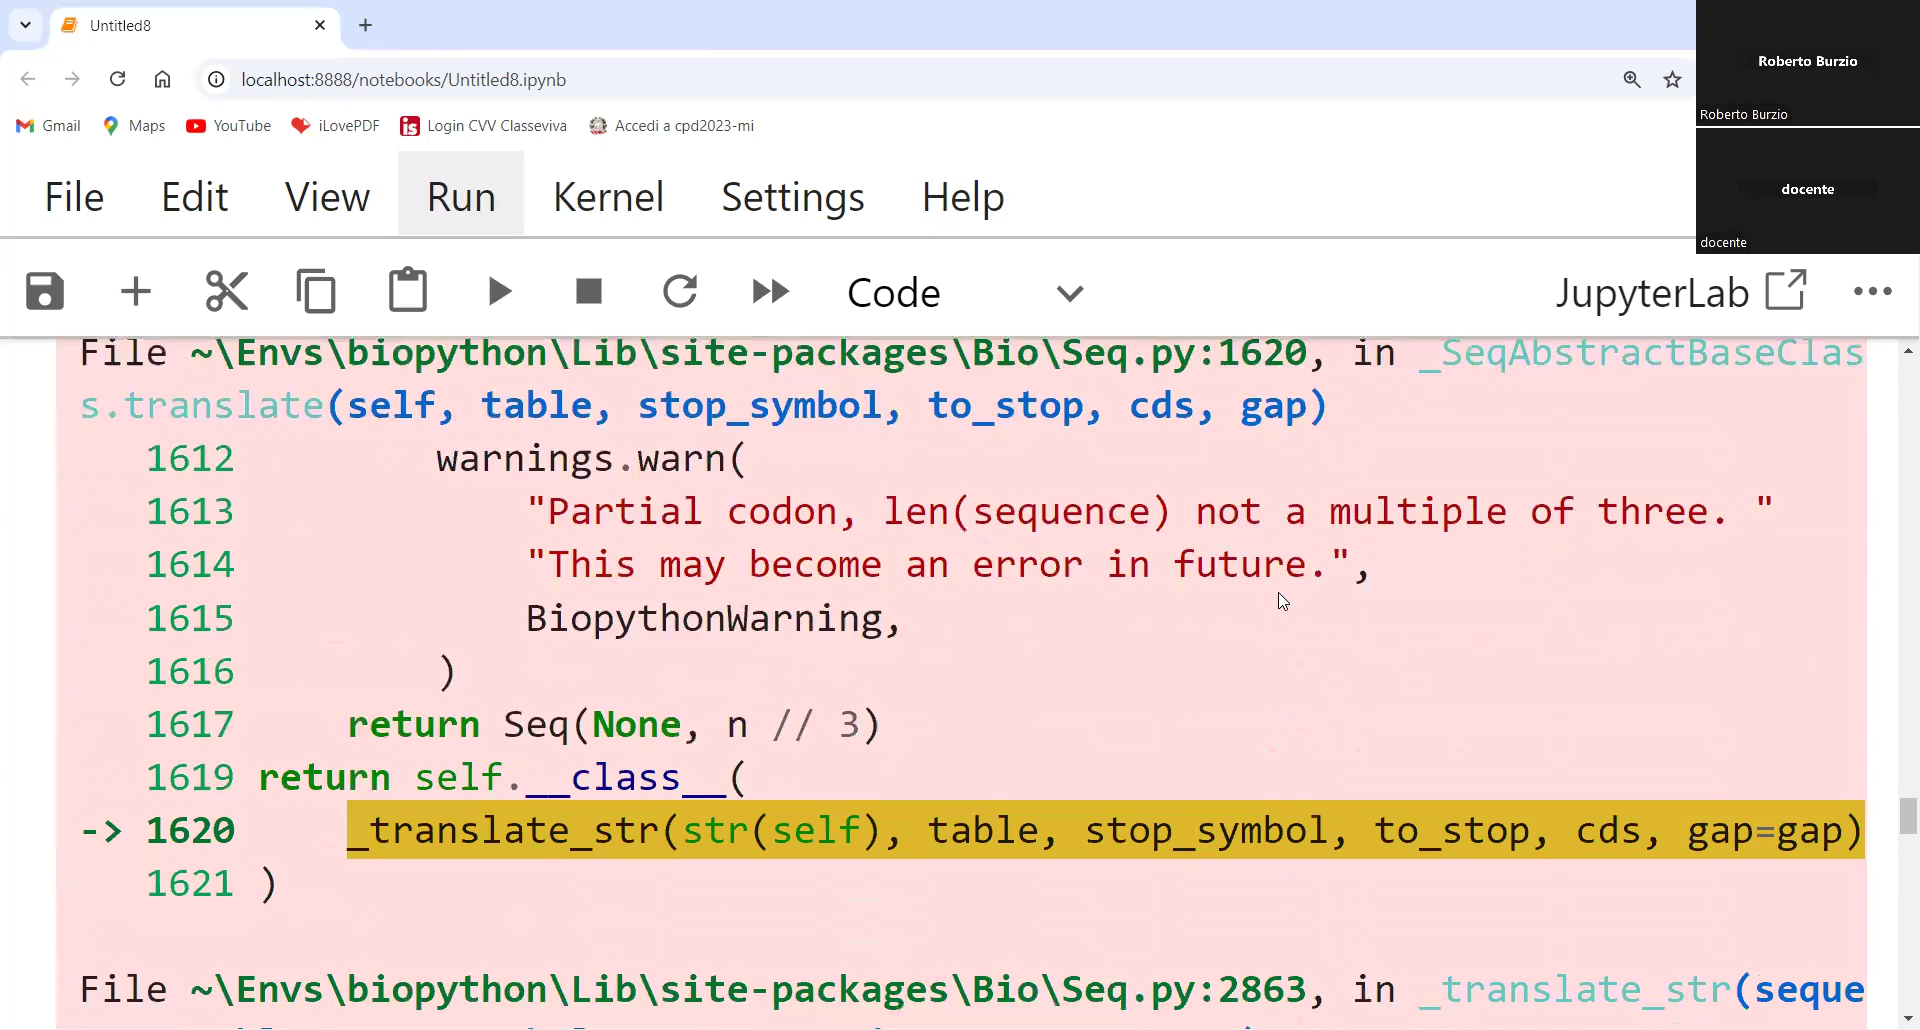 Untitled8
localhost:8888/notebooks/Untitled8.ipynb
Gmail Maps YouTube iLovePDF Login CVV Classeviva Accedi a cpd2023-mi
Roberto Burzio
Roberto Burzio
docente
docente
File Edit View Run Kernel Settings Help
Code JupyterLab
File ~\Envs\biopython\Lib\site-packages\Bio\Seq.py:1620, in _SeqAbstractBaseClas
s.translate(self, table, stop_symbol, to_stop, cds, gap)
1612 warnings.warn(
1613 "Partial codon, len(sequence) not a multiple of three. "
1614 "This may become an error in future.",
1615 BiopythonWarning,
1616 )
1617 return Seq(None, n // 3)
1619 return self.__class__(
-> 1620 _translate_str(str(self), table, stop_symbol, to_stop, cds, gap=gap)
1621 )
File ~\Envs\biopython\Lib\site-packages\Bio\Seq.py:2863, in _translate_str(seque